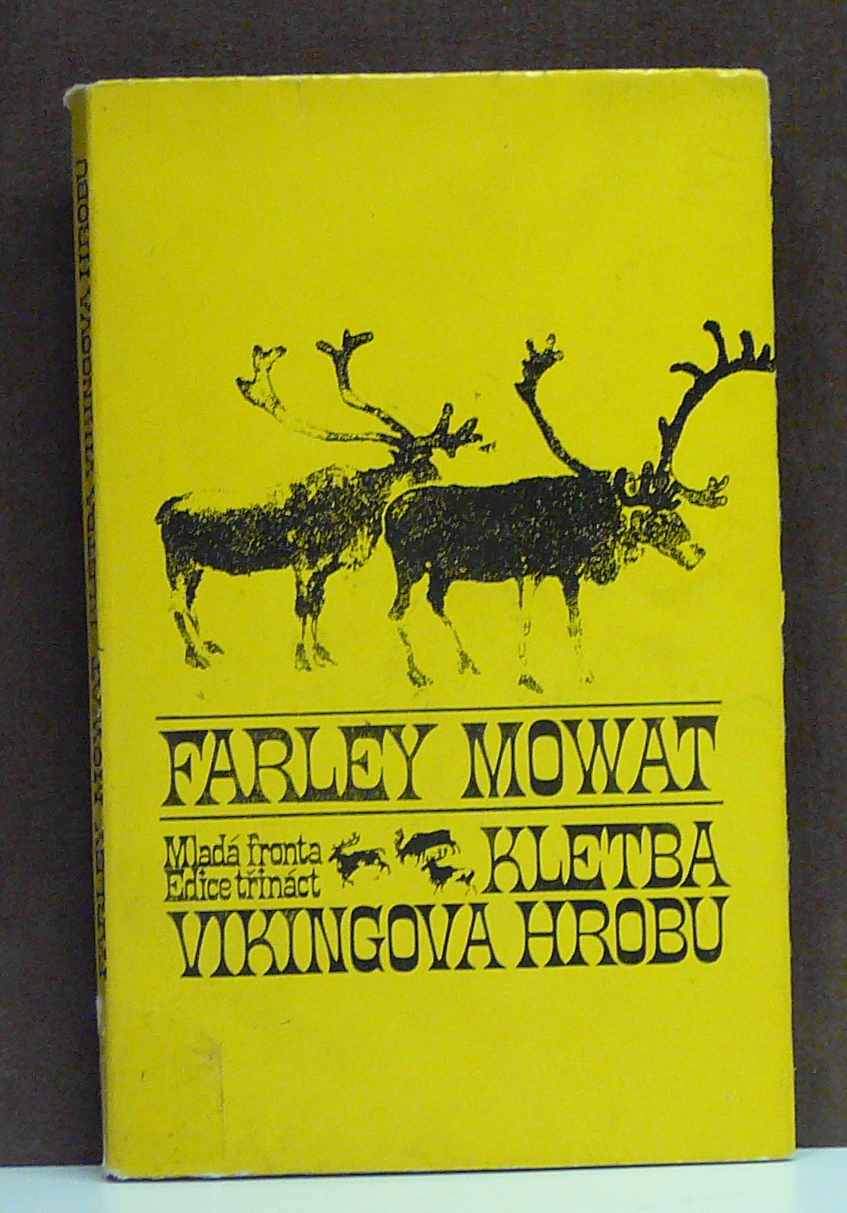 FARLEY MOWAT
Mladá fronta
Edice třináct
KLETBA
VIKINGOVA HROBU
FARLEY MOWAT / KLETBA VIKINGOVA HROBU